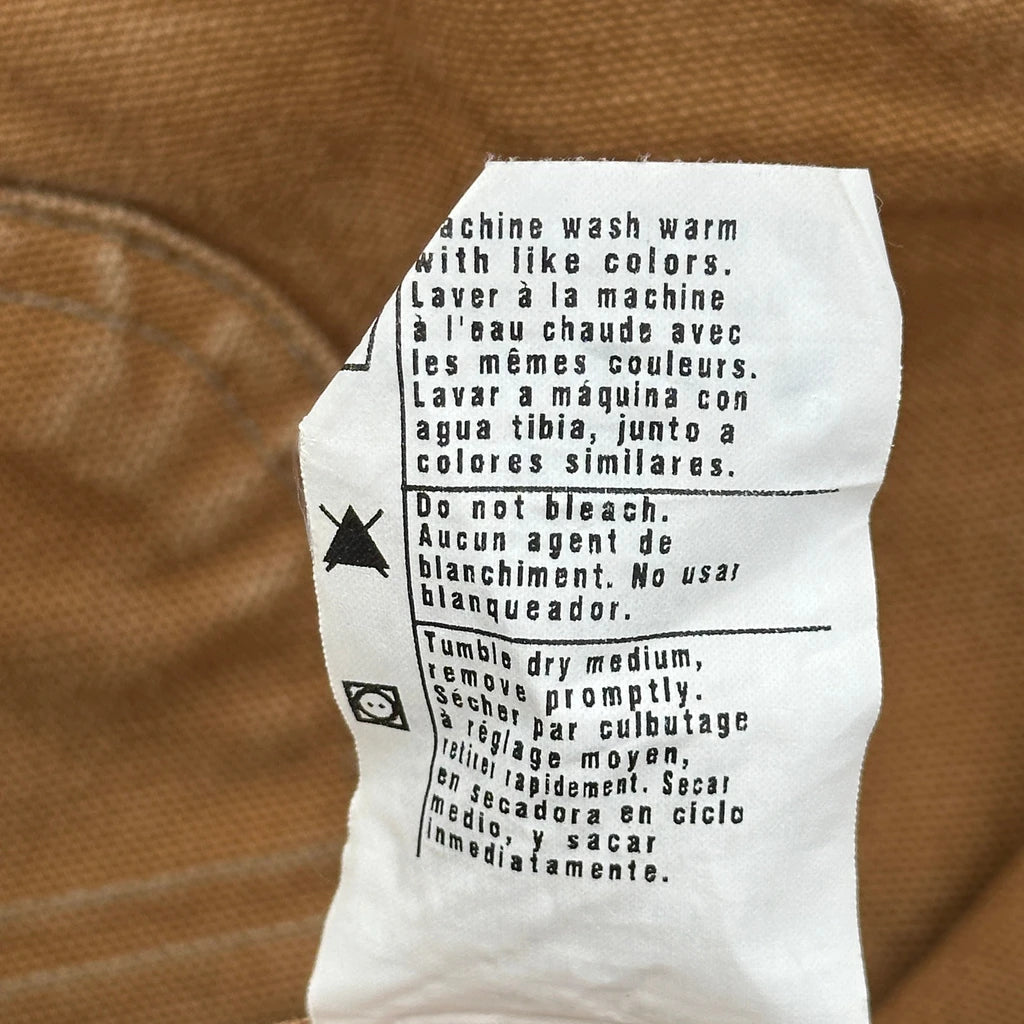 achine wash warm
with like colors.
Laver à la machine
à l'eau chaude avec
les mêmes couleurs.
Lavar a máquina con
agua tibia, junto a
colores similares.
Do not bleach.
Aucun agent de
blanchiment. No usar
blanqueador.
Tumble dry medium,
remove promptly.
Sécher par culbutage
à réglage moyen,
retirer rapidement. Secar
en secadora en ciclo
medio, y sacar
inmediatamente.